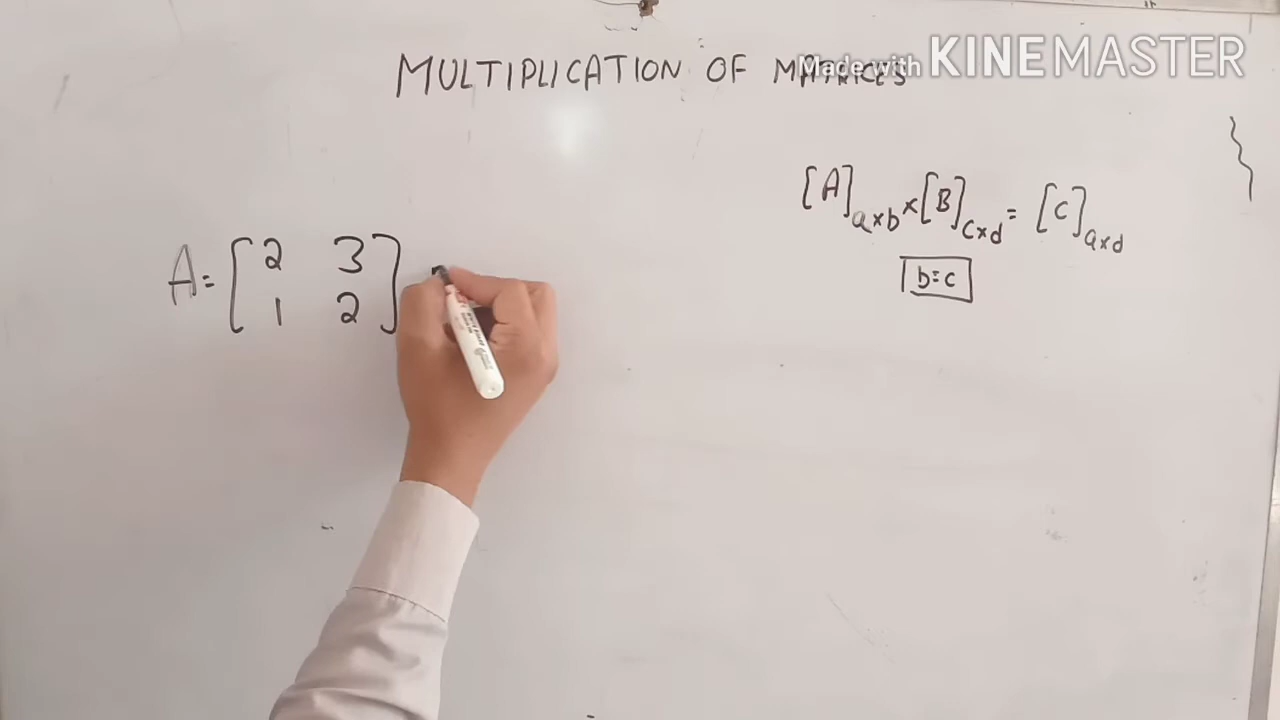 MULTIPLICATION OF MATRICES
Made with KINEMASTER
[A]a×b × [B]c×d = [C]a×d
b=c
A = [2 3
1 2]